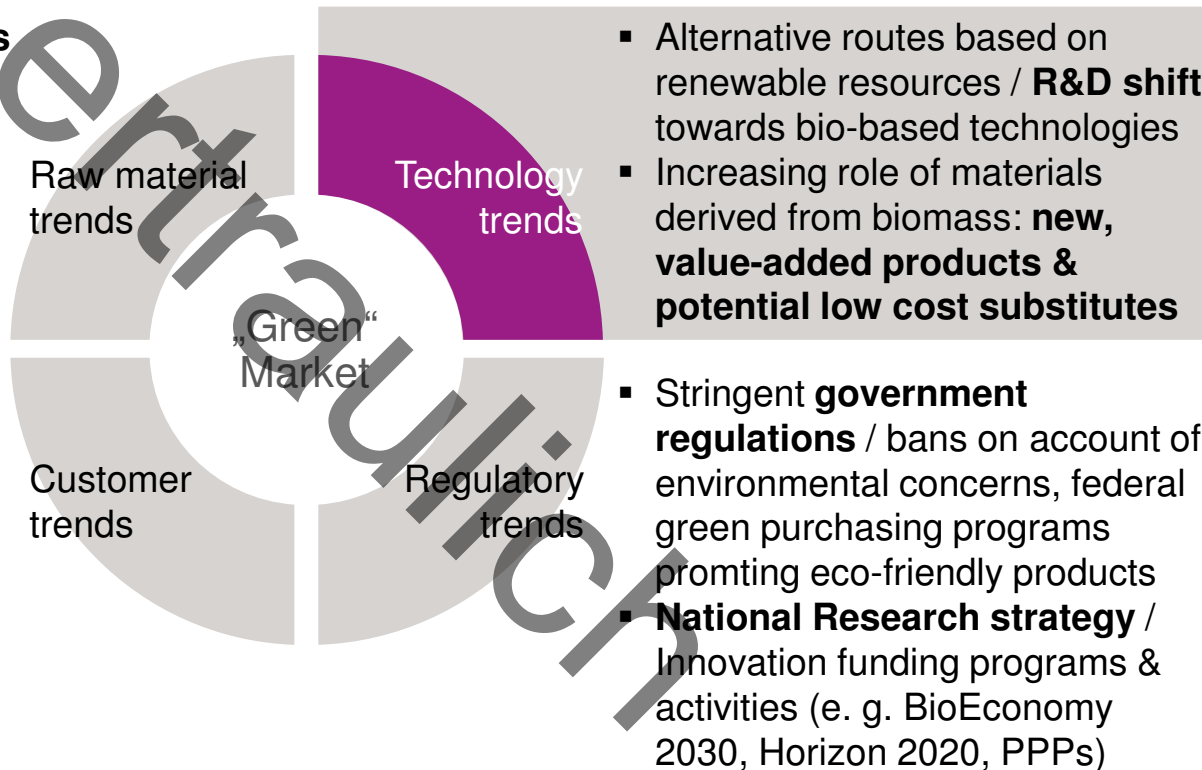 s
Raw material
trends
Technology
trends
„Green“
Market
Customer
trends
Regulatory
trends
▪ Alternative routes based on
renewable resources / R&D shift
towards bio-based technologies
▪ Increasing role of materials
derived from biomass: new,
value-added products &
potential low cost substitutes
▪ Stringent government
regulations / bans on account of
environmental concerns, federal
green purchasing programs
promting eco-friendly products
▪ National Research strategy /
Innovation funding programs &
activities (e. g. BioEconomy
2030, Horizon 2020, PPPs)
ertraulich